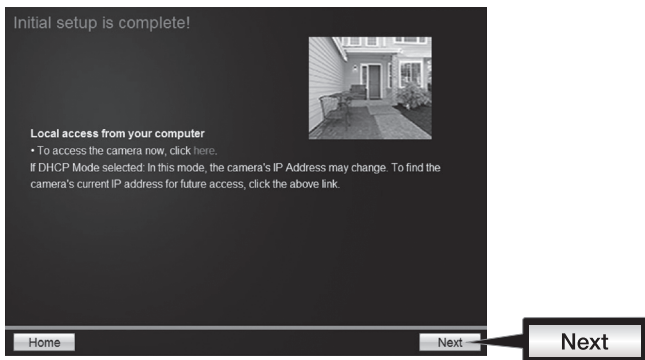 Initial setup is complete!
Local access from your computer
• To access the camera now, click here.
If DHCP Mode selected: In this mode, the camera's IP Address may change. To find the
camera's current IP address for future access, click the above link.
Home
Next
Next